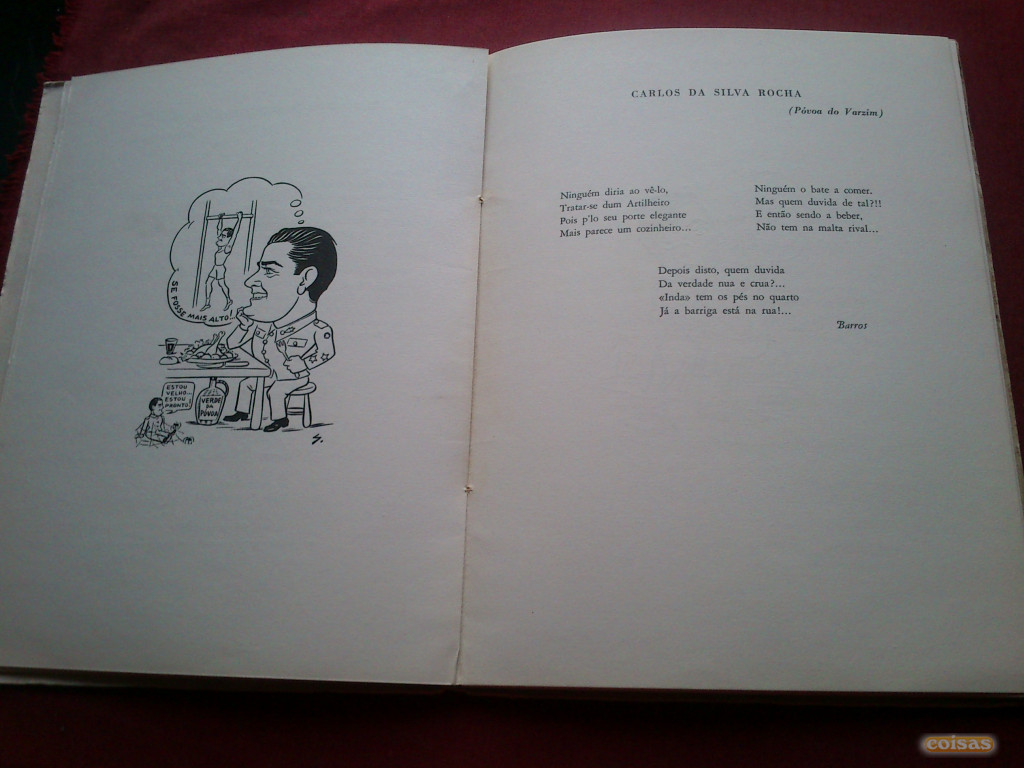 SE FOSSE MAIS ALTO!!
ESTOU
VELHO...
ESTOU
PRONTO!
VERDE
DA
PÓVOA
S.
CARLOS DA SILVA ROCHA
(Póvoa do Varzim)
Ninguém diria ao vê-lo,
Tratar-se dum Artilheiro
Pois p'lo seu porte elegante
Mais parece um cozinheiro...
Ninguém o bate a comer.
Mas quem duvida de tal?!!
E então sendo a beber,
Não tem na malta rival...
Depois disto, quem duvida
Da verdade nua e crua?...
«Inda» tem os pés no quarto
Já a barriga está na rua!...
Barros
coisas